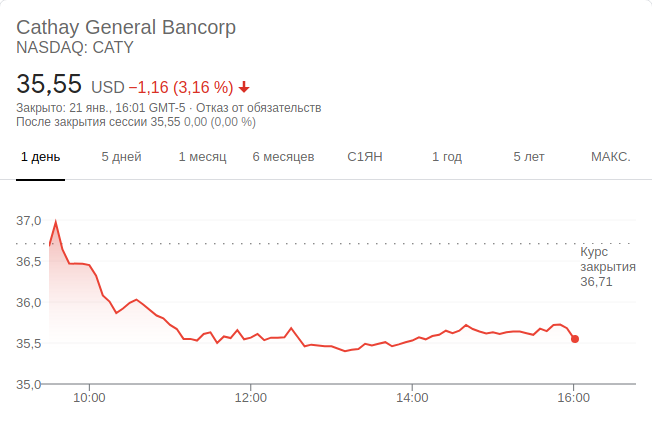 Cathay General Bancorp
NASDAQ: CATY
35,55 USD −1,16 (3,16 %)
Закрыто: 21 янв., 16:01 GMT-5 · Отказ от обязательств
После закрытия сессии 35,55 0,00 (0,00 %)
1 день 5 дней 1 месяц 6 месяцев С1ЯН 1 год 5 лет МАКС.
37,0
Курс
закрытия
36,71
36,5
36,0
35,5
35,0
10:00 12:00 14:00 16:00